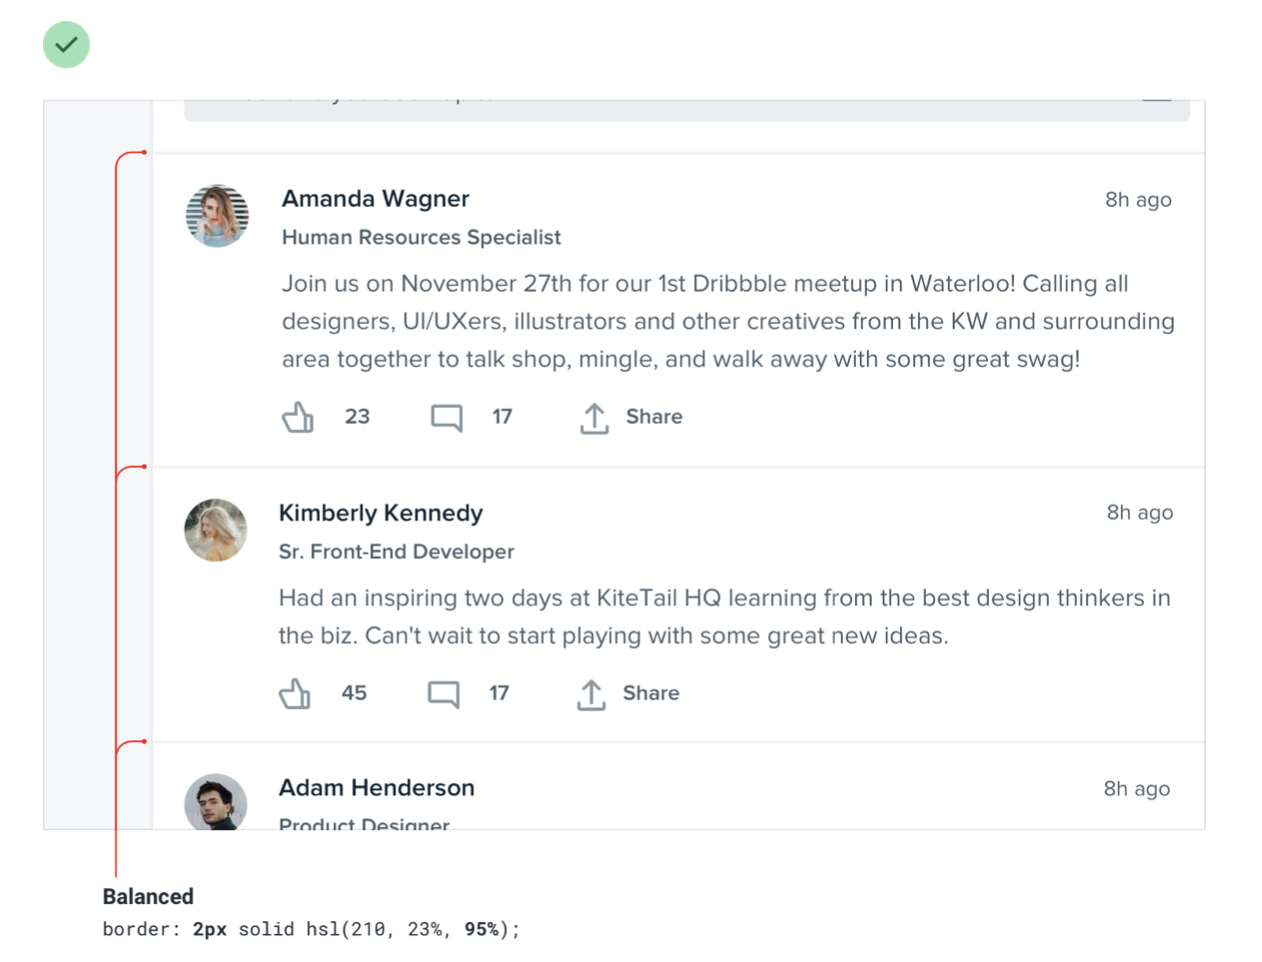 Amanda Wagner
8h ago
Human Resources Specialist
Join us on November 27th for our 1st Dribbble meetup in Waterloo! Calling all
designers, UI/UXers, illustrators and other creatives from the KW and surrounding
area together to talk shop, mingle, and walk away with some great swag!
23 17 Share
Kimberly Kennedy
8h ago
Sr. Front-End Developer
Had an inspiring two days at KiteTail HQ learning from the best design thinkers in
the biz. Can't wait to start playing with some great new ideas.
45 17 Share
Adam Henderson
8h ago
Product Designer
Balanced
border: 2px solid hsl(210, 23%, 95%);